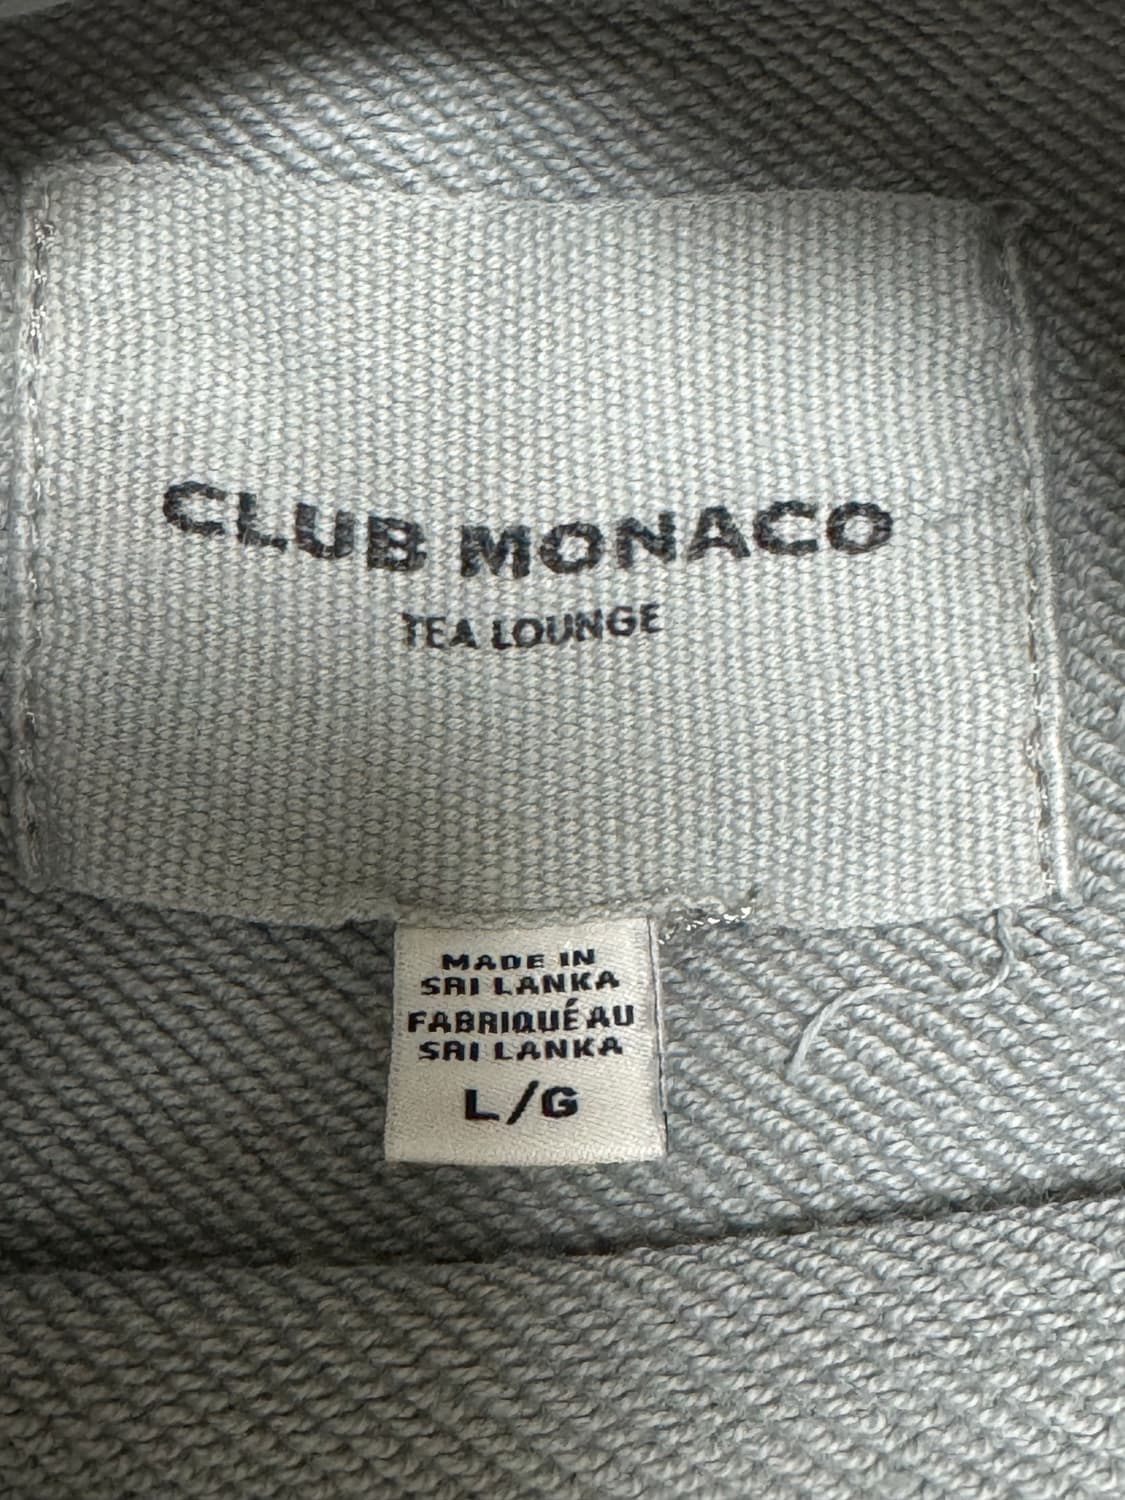 CLUB MONACO
TEA LOUNGE
MADE IN
SRI LANKA
FABRIQUÉ AU
SRI LANKA
L/G